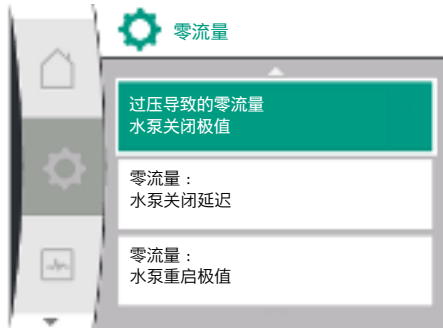 零流量
过压导致的零流量
水泵关闭极值
零流量：
水泵关闭延迟
零流量：
水泵重启极值